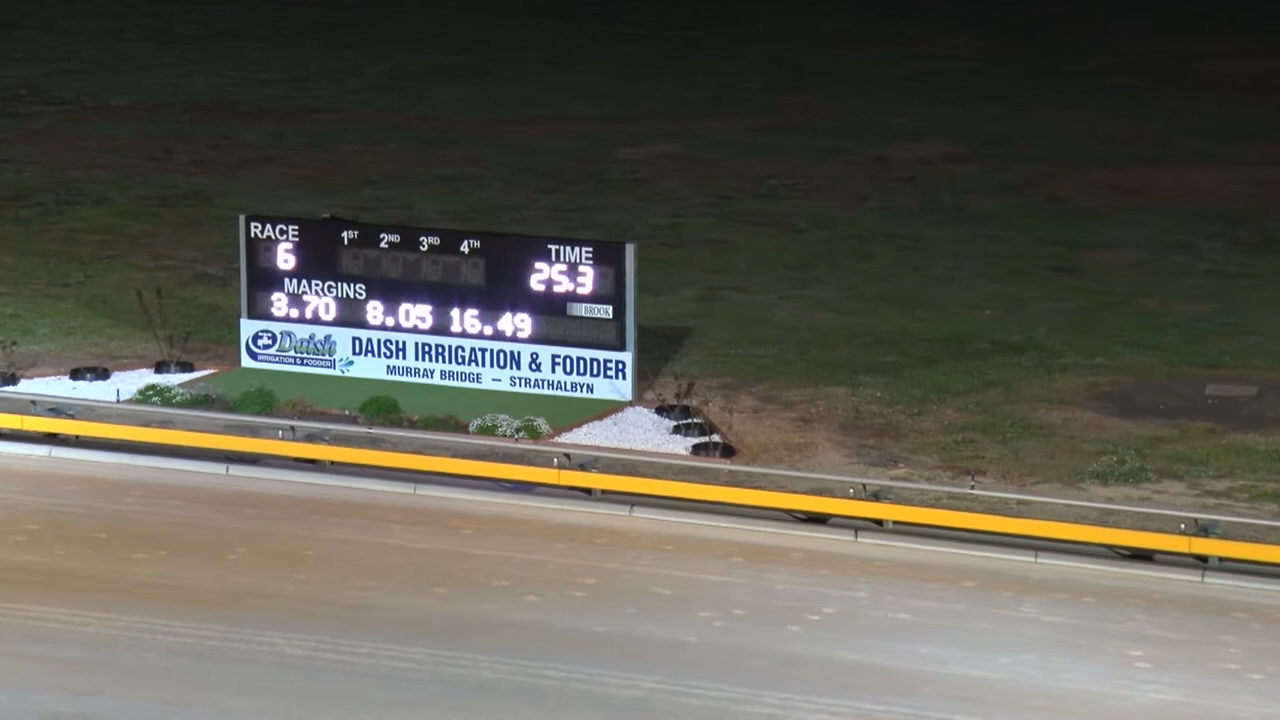 RACE 1ST 2ND 3RD 4TH TIME
6 25.3
MARGINS
3.70 8.05 16.49 BROOK
Daish
IRRIGATION & FODDER
DAISH IRRIGATION & FODDER
MURRAY BRIDGE – STRATHALBYN